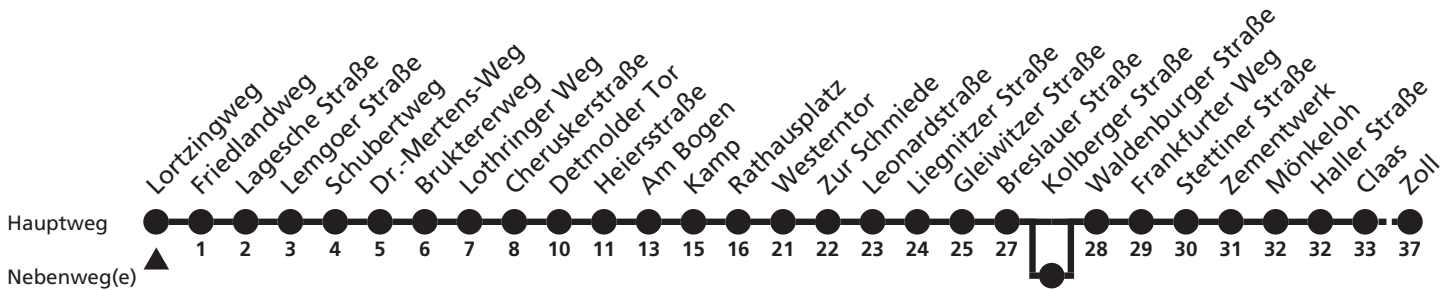 Lortzingweg
Friedlandweg
Lagesche Straße
Lemgoer Straße
Schubertweg
Dr.-Mertens-Weg
Bruktererweg
Lothringer Weg
Cheruskerstraße
Detmolder Tor
Heiersstraße
Am Bogen
Kamp
Rathausplatz
Westerntor
Zur Schmiede
Leonardstraße
Liegnitzer Straße
Gleiwitzer Straße
Breslauer Straße
Kolberger Straße
Waldenburger Straße
Frankfurter Weg
Stettiner Straße
Zementwerk
Mönkeloh
Haller Straße
Claas
Zoll
Hauptweg
1 2 3 4 5 6 7 8 10 11 13 15 16 21 22 23 24 25 27 28 29 30 31 32 32 33 37
Nebenweg(e)